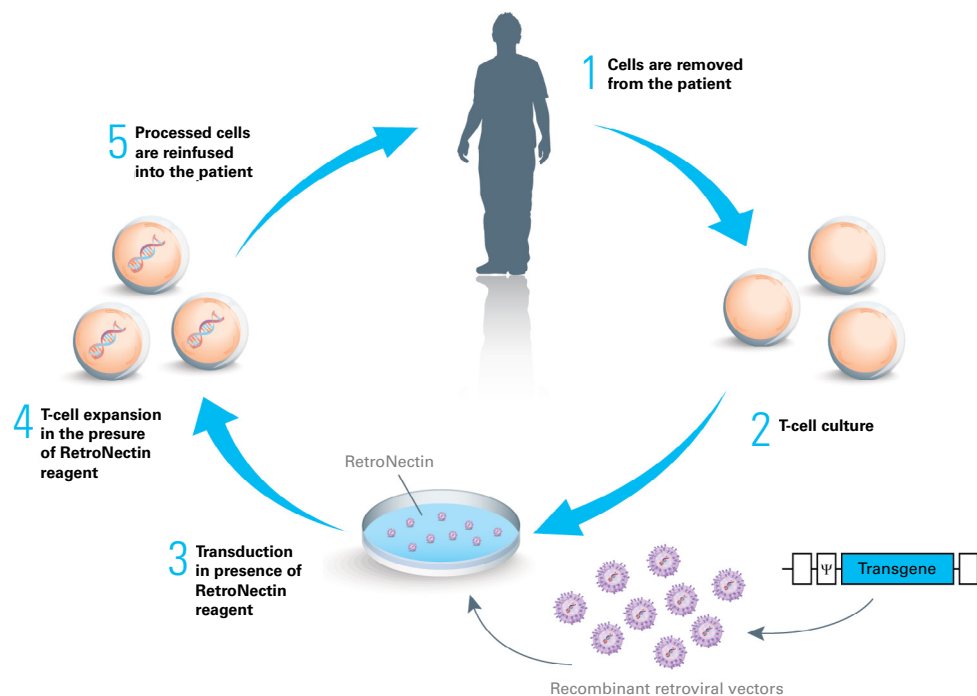 1 Cells are removed
from the patient
2 T-cell culture
RetroNectin
3 Transduction
in presence of
RetroNectin
reagent
Ψ Transgene
Recombinant retroviral vectors
4 T-cell expansion
in the presure
of RetroNectin
reagent
5 Processed cells
are reinfused
into the patient